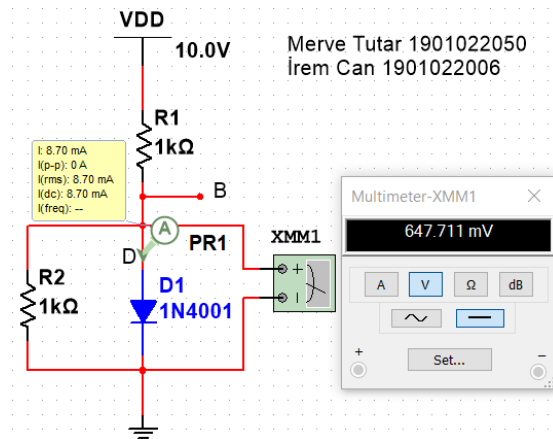 VDD
10.0V
Merve Tutar 1901022050
İrem Can 1901022006
R1
1kΩ
I: 8.70 mA
I(p-p): 0 A
I(rms): 8.70 mA
I(dc): 8.70 mA
I(freq): --
B
A
PR1
D
R2
1kΩ
D1
1N4001
XMM1
+
Multimeter-XMM1
647.711 mV
A V Ω dB
+ Set... -